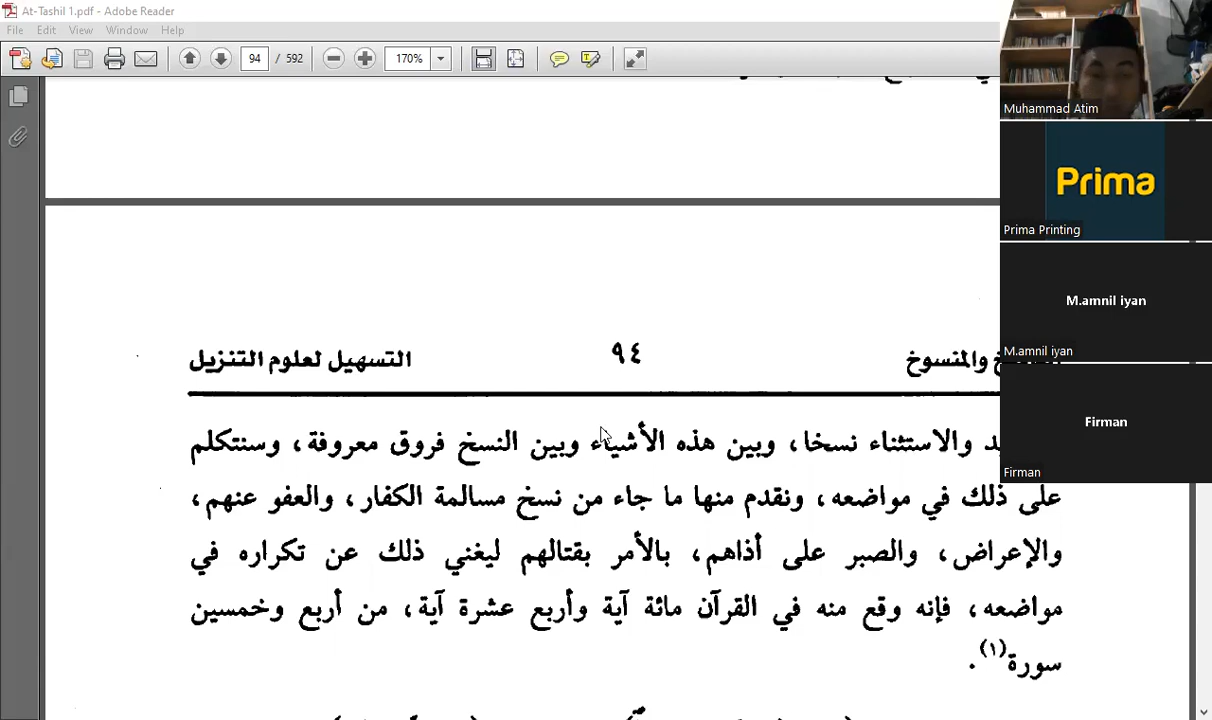 At-Tashil 1.pdf - Adobe Reader
File Edit View Window Help
94 / 592 170%
Muhammad Atim
Prima
Prima Printing
M.amnil iyan
M.amnil iyan
Firman
Firman
والمنسوخ ٩٤ التسهيل لعلوم التنزيل
والاستثناء نسخا، وبين هذه الأشياء وبين النسخ فروق معروفة، وسنتكلم
على ذلك في مواضعه، ونقدم منها ما جاء من نسخ مسالمة الكفار، والعفو عنهم،
والإعراض، والصبر على أذاهم، بالأمر بقتالهم ليغني ذلك عن تكراره في
مواضعه، فإنه وقع منه في القرآن مائة آية وأربع عشرة آية، من أربع وخمسين
سورة(١).